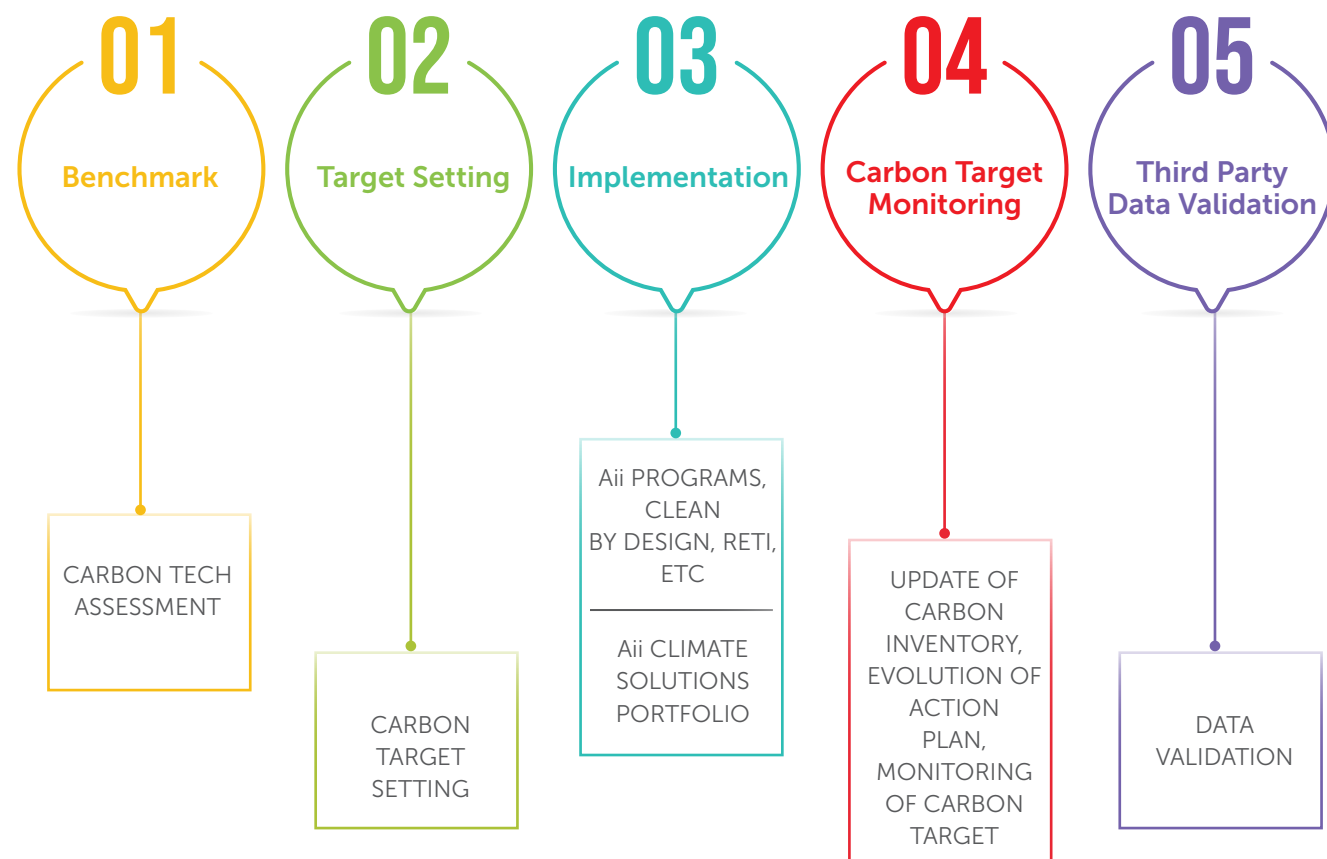 01
Benchmark
CARBON TECH
ASSESSMENT
02
Target Setting
CARBON
TARGET
SETTING
03
Implementation
Aii PROGRAMS,
CLEAN
BY DESIGN, RETI,
ETC
Aii CLIMATE
SOLUTIONS
PORTFOLIO
04
Carbon Target
Monitoring
UPDATE OF
CARBON
INVENTORY,
EVOLUTION OF
ACTION
PLAN,
MONITORING
OF CARBON
TARGET
05
Third Party
Data Validation
DATA
VALIDATION